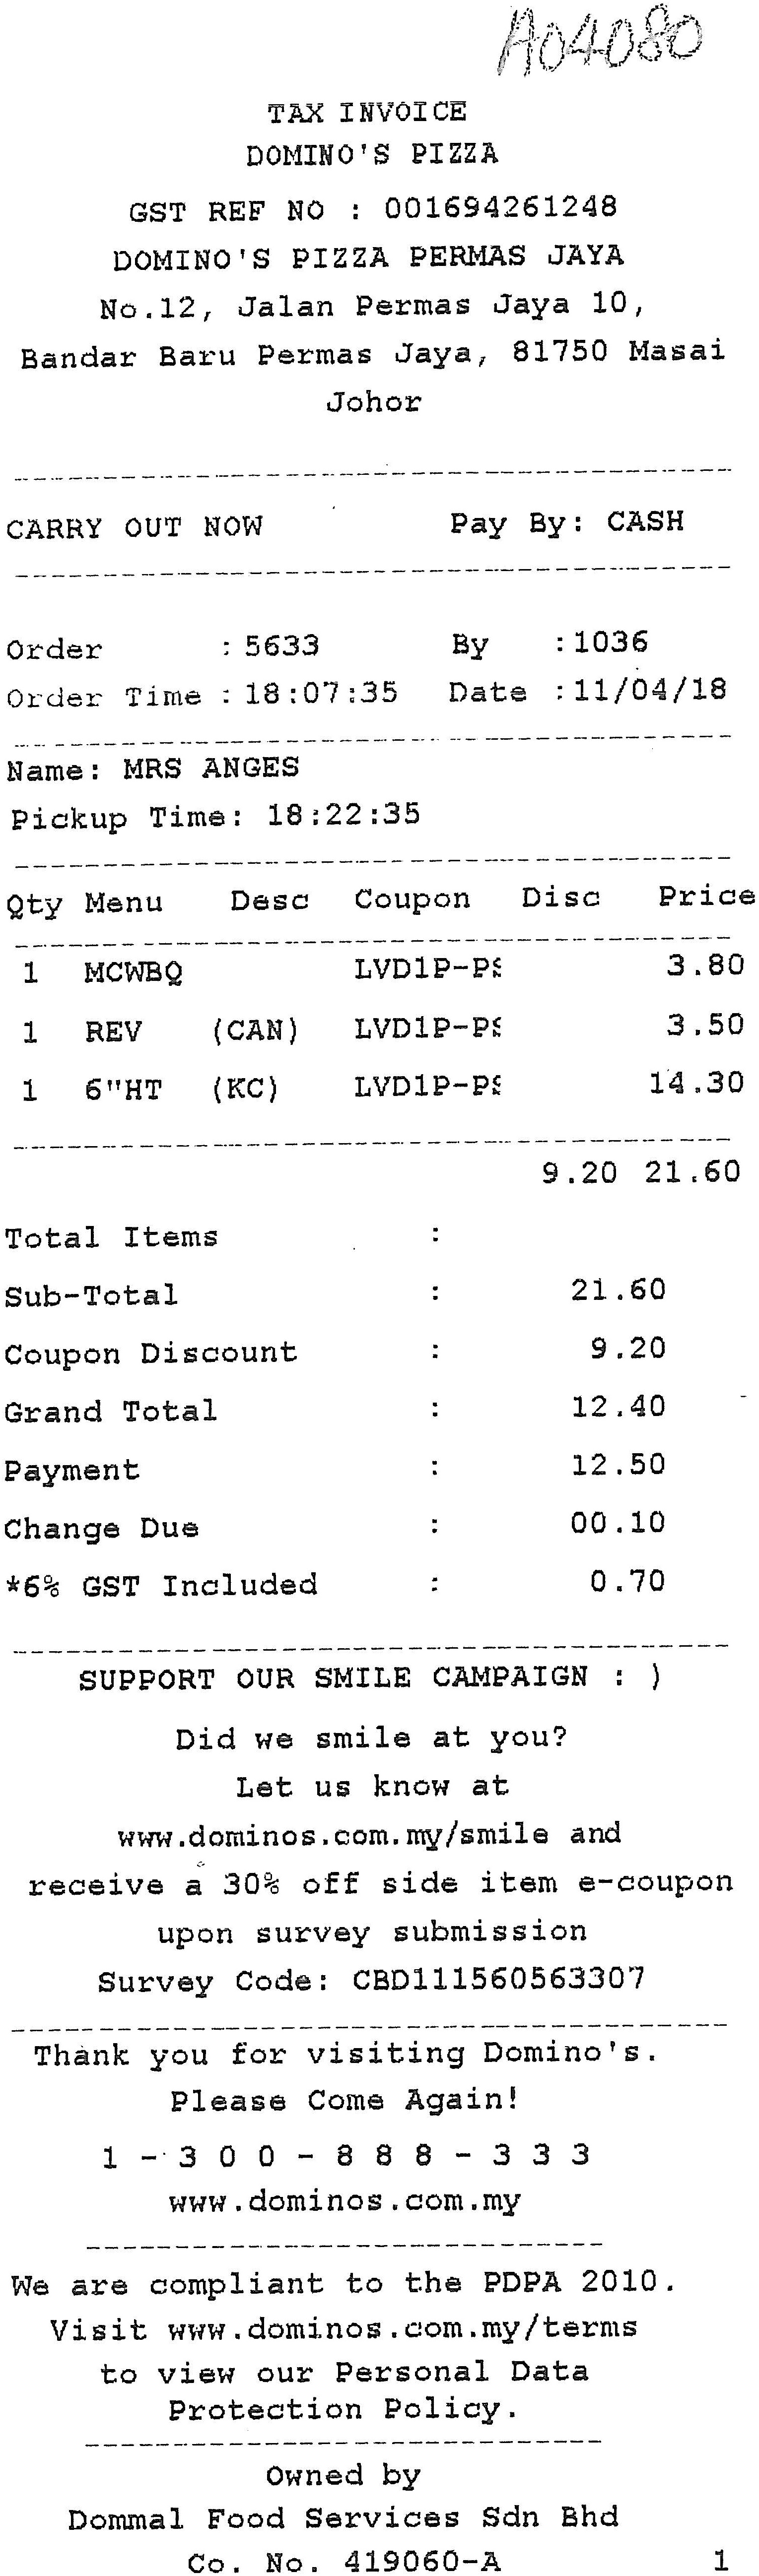 A04080
TAX INVOICE
DOMINO'S PIZZA
GST REF NO : 001694261248
DOMINO'S PIZZA PERMAS JAYA
No.12, Jalan Permas Jaya 10,
Bandar Baru Permas Jaya, 81750 Masai
Johor
CARRY OUT NOW Pay By: CASH
Order : 5633 By : 1036
Order Time : 18:07:35 Date : 11/04/18
Name: MRS ANGES
Pickup Time: 18:22:35
Qty Menu Desc Coupon Disc Price
1 MCWBQ LVD1P-PS 3.80
1 REV (CAN) LVD1P-PS 3.50
1 6"HT (KC) LVD1P-PS 14.30
9.20 21.60
Total Items :
Sub-Total : 21.60
Coupon Discount : 9.20
Grand Total : 12.40
Payment : 12.50
Change Due : 00.10
*6% GST Included : 0.70
SUPPORT OUR SMILE CAMPAIGN : )
Did we smile at you?
Let us know at
www.dominos.com.my/smile and
receive a 30% off side item e-coupon
upon survey submission
Survey Code: CBD111560563307
Thank you for visiting Domino's.
Please Come Again!
1 - 3 0 0 - 8 8 8 - 3 3 3
www.dominos.com.my
We are compliant to the PDPA 2010.
Visit www.dominos.com.my/terms
to view our Personal Data
Protection Policy.
Owned by
Dommal Food Services Sdn Bhd
Co. No. 419060-A 1